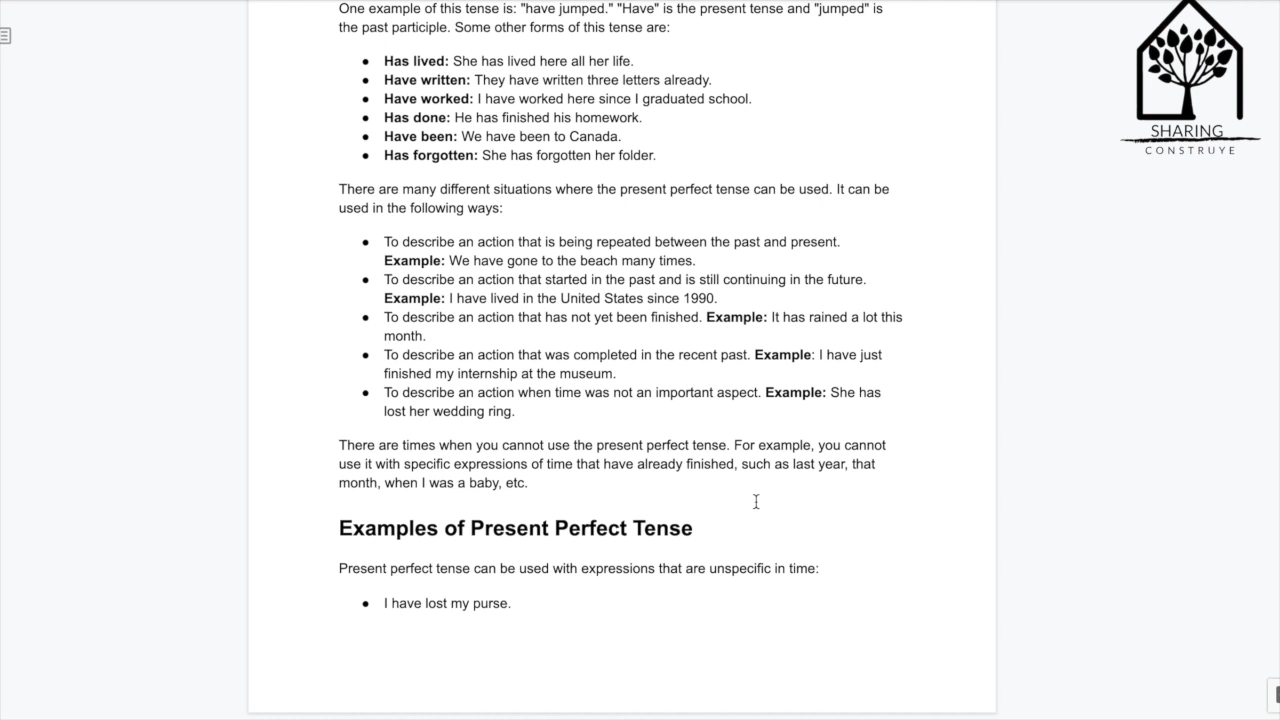 One example of this tense is: "have jumped." "Have" is the present tense and "jumped" is
the past participle. Some other forms of this tense are:
● Has lived: She has lived here all her life.
● Have written: They have written three letters already.
● Have worked: I have worked here since I graduated school.
● Has done: He has finished his homework.
● Have been: We have been to Canada.
● Has forgotten: She has forgotten her folder.
There are many different situations where the present perfect tense can be used. It can be
used in the following ways:
● To describe an action that is being repeated between the past and present.
Example: We have gone to the beach many times.
● To describe an action that started in the past and is still continuing in the future.
Example: I have lived in the United States since 1990.
● To describe an action that has not yet been finished. Example: It has rained a lot this
month.
● To describe an action that was completed in the recent past. Example: I have just
finished my internship at the museum.
● To describe an action when time was not an important aspect. Example: She has
lost her wedding ring.
There are times when you cannot use the present perfect tense. For example, you cannot
use it with specific expressions of time that have already finished, such as last year, that
month, when I was a baby, etc.
Examples of Present Perfect Tense
Present perfect tense can be used with expressions that are unspecific in time:
● I have lost my purse.
SHARING
CONSTRUYE